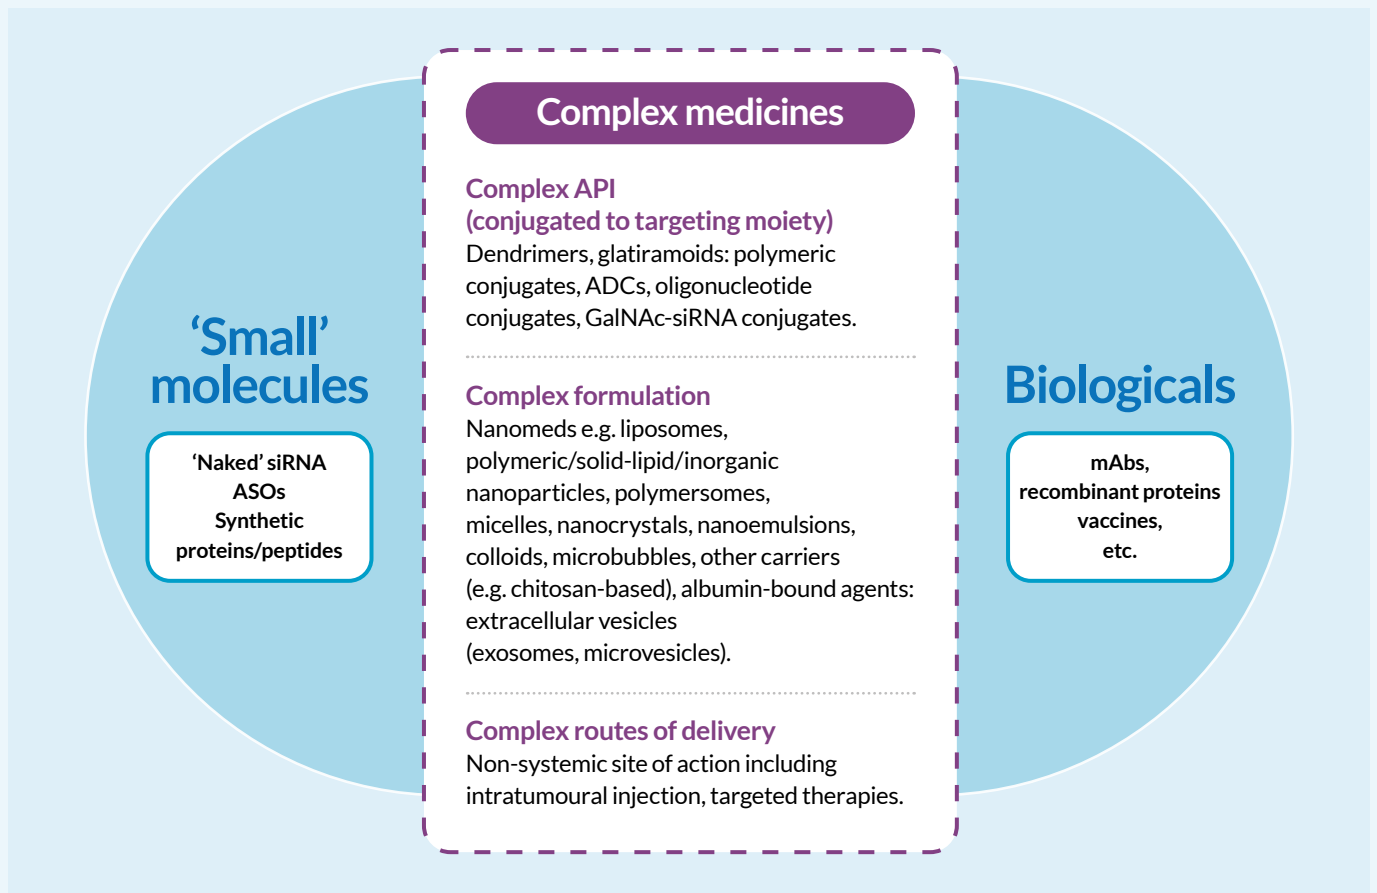 Complex medicines
Complex API
(conjugated to targeting moiety)
Dendrimers, glatiramoids: polymeric
conjugates, ADCs, oligonucleotide
conjugates, GalNAc-siRNA conjugates.
Complex formulation
Nanomeds e.g. liposomes,
polymeric/solid-lipid/inorganic
nanoparticles, polymersomes,
micelles, nanocrystals, nanoemulsions,
colloids, microbubbles, other carriers
(e.g. chitosan-based), albumin-bound agents:
extracellular vesicles
(exosomes, microvesicles).
Complex routes of delivery
Non-systemic site of action including
intratumoural injection, targeted therapies.
‘Small’
molecules
‘Naked’ siRNA
ASOs
Synthetic
proteins/peptides
Biologicals
mAbs,
recombinant proteins
vaccines,
etc.